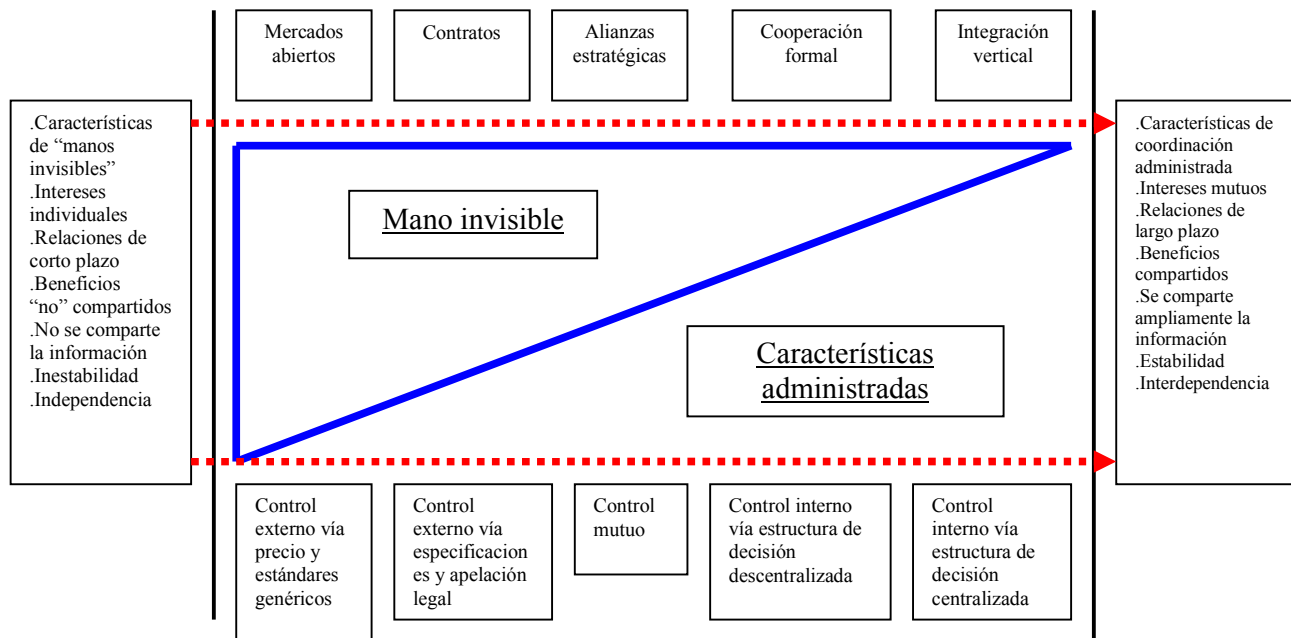 Mercados
abiertos
Contratos
Alianzas
estratégicas
Cooperación
formal
Integración
vertical
.Características
de “manos
invisibles”
.Intereses
individuales
.Relaciones de
corto plazo
.Beneficios
“no” compartidos
.No se comparte
la información
.Inestabilidad
.Independencia
Mano invisible
Características
administradas
.Características de
coordinación
administrada
.Intereses mutuos
.Relaciones de
largo plazo
.Beneficios
compartidos
.Se comparte
ampliamente la
información
.Estabilidad
.Interdependencia
Control
externo vía
precio y
estándares
genéricos
Control
externo vía
especificacion
es y apelación
legal
Control
mutuo
Control interno
vía estructura de
decisión
descentralizada
Control
interno vía
estructura de
decisión
centralizada